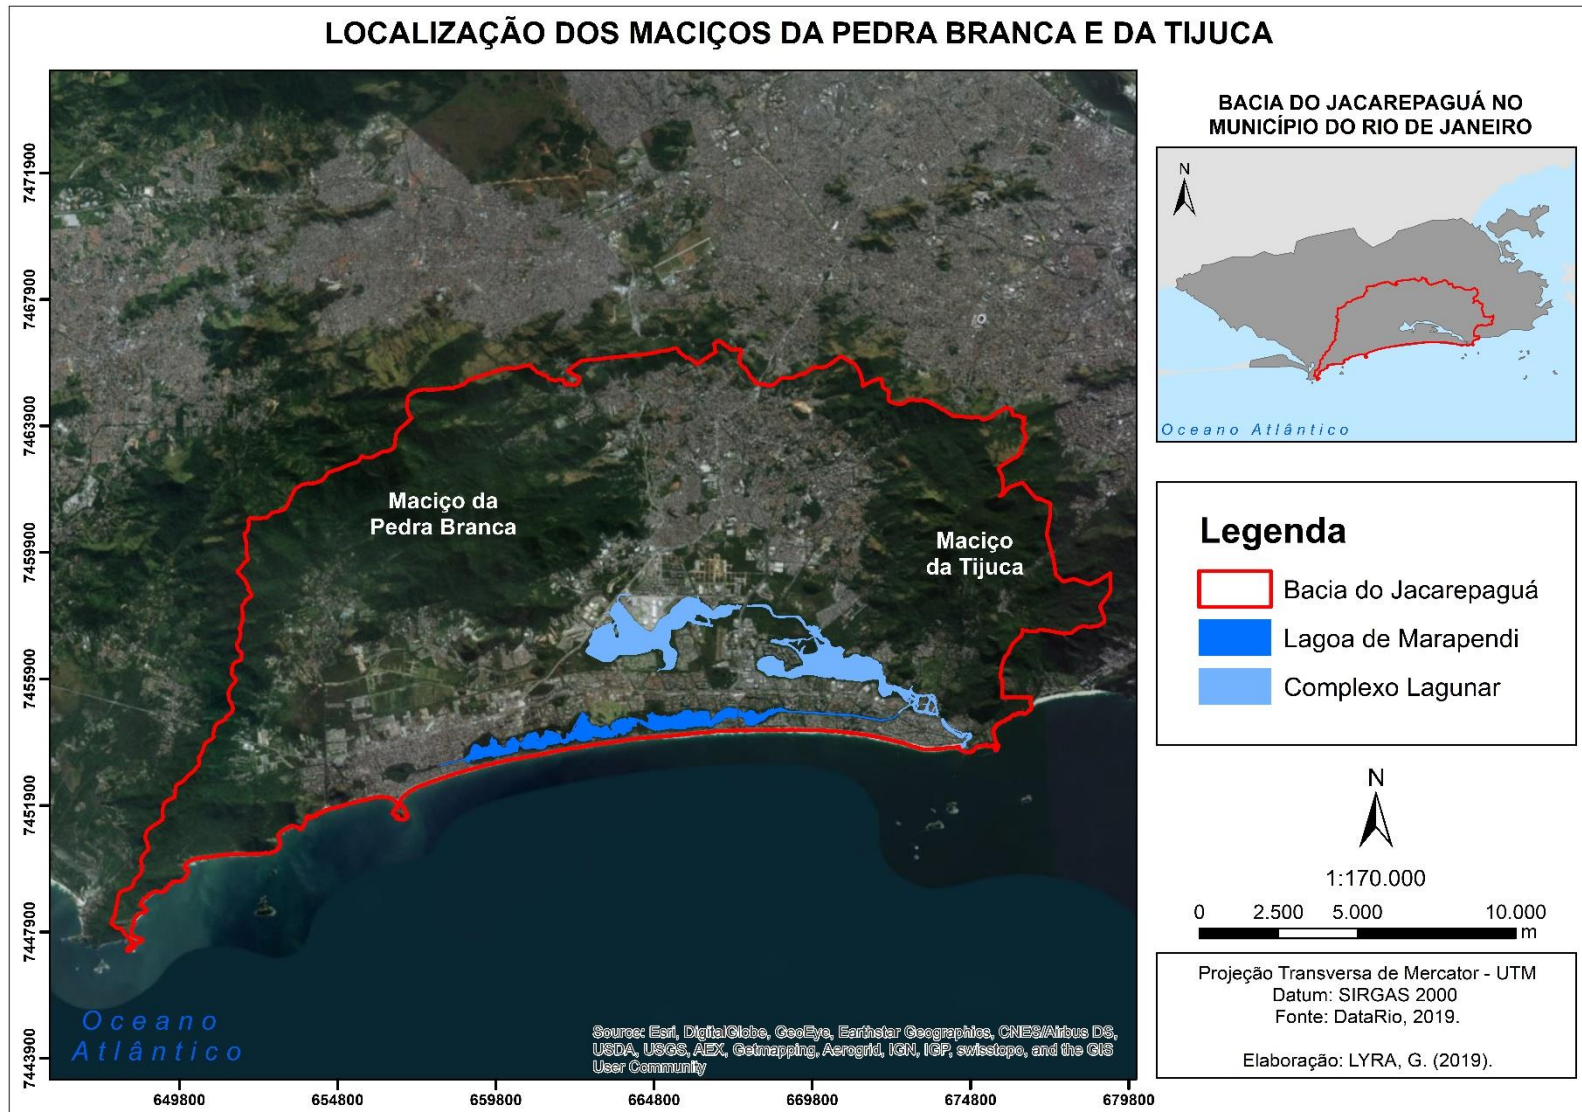 LOCALIZAÇÃO DOS MACIÇOS DA PEDRA BRANCA E DA TIJUCA
7471900
7467900
7463900
7459900
7455900
7451900
7447900
7443900
649800
654800
659800
664800
669800
674800
679800
Maciço da
Pedra Branca
Maciço
da Tijuca
Oceano
Atlântico
Source: Esri, DigitalGlobe, GeoEye, Earthstar Geographics, CNES/Airbus DS,
USDA, USGS, AEX, Getmapping, Aerogrid, IGN, IGP, swisstopo, and the GIS
User Community
BACIA DO JACAREPAGUÁ NO
MUNICÍPIO DO RIO DE JANEIRO
N
Oceano Atlântico
Legenda
Bacia do Jacarepaguá
Lagoa de Marapendi
Complexo Lagunar
N
1:170.000
0 2.500 5.000 10.000
m
Projeção Transversa de Mercator - UTM
Datum: SIRGAS 2000
Fonte: DataRio, 2019.
Elaboração: LYRA, G. (2019).